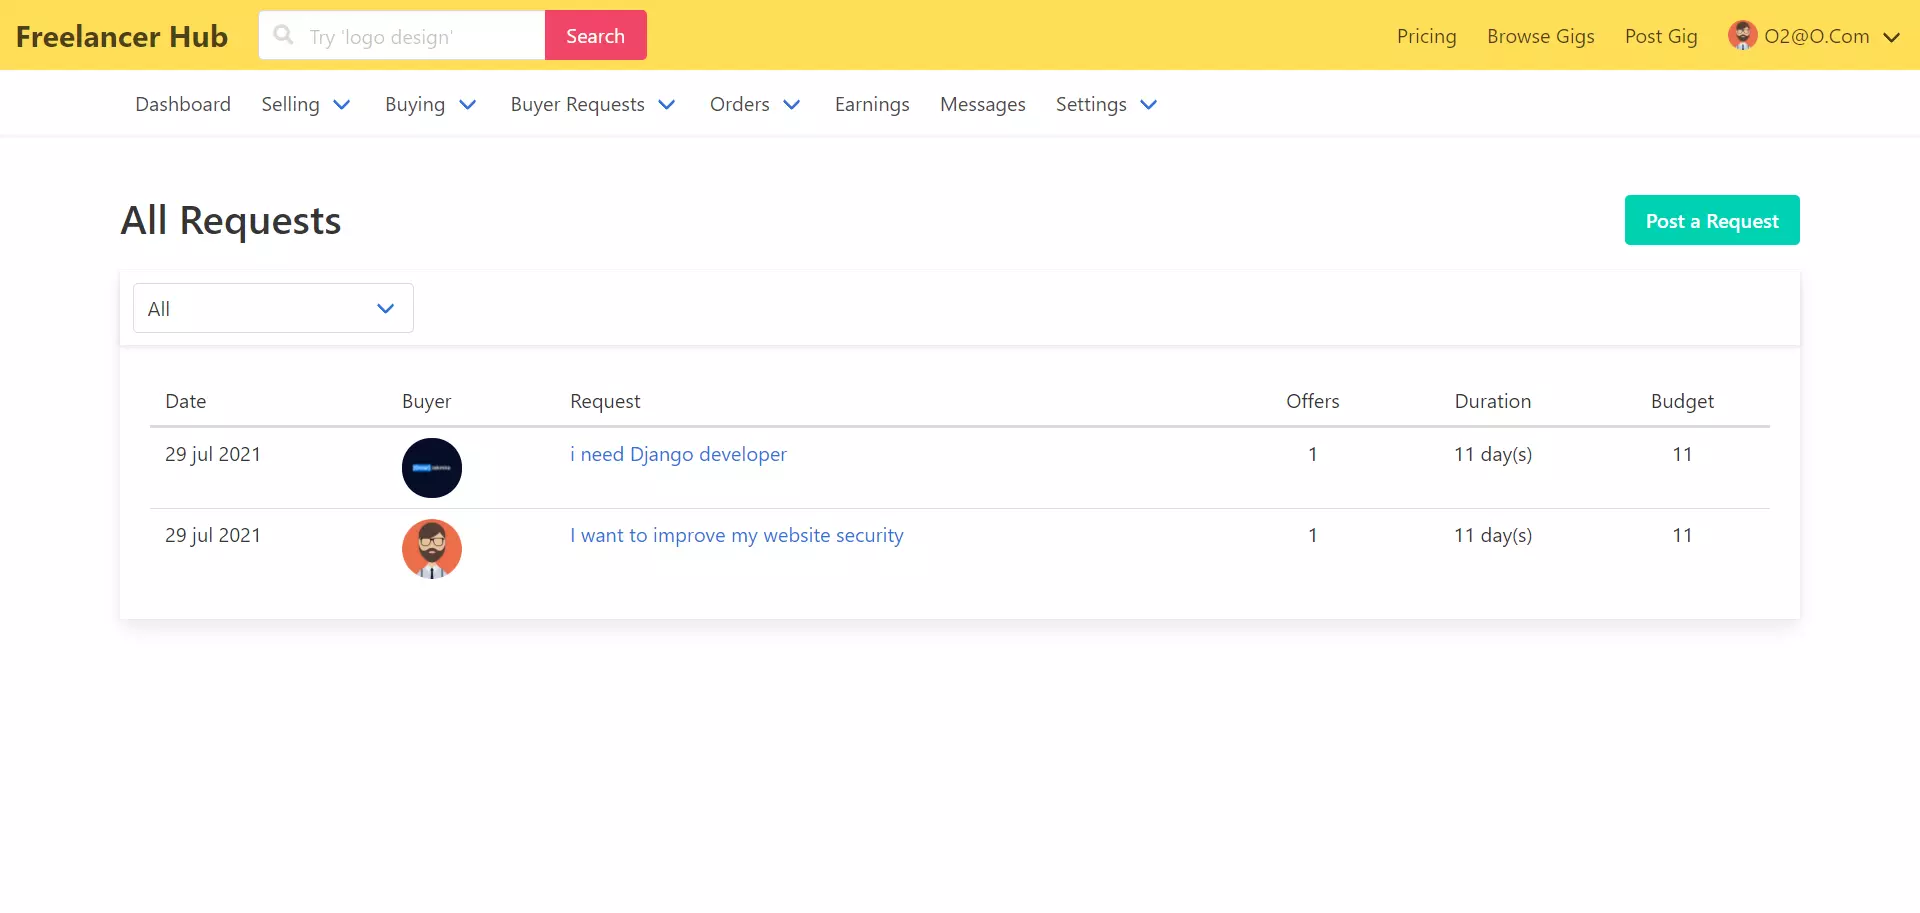 Freelancer Hub Try 'logo design' Search Pricing Browse Gigs Post Gig O2@O.Com
Dashboard Selling Buying Buyer Requests Orders Earnings Messages Settings
All Requests Post a Request
All
Date Buyer Request Offers Duration Budget
29 jul 2021 i need Django developer 1 11 day(s) 11
29 jul 2021 I want to improve my website security 1 11 day(s) 11